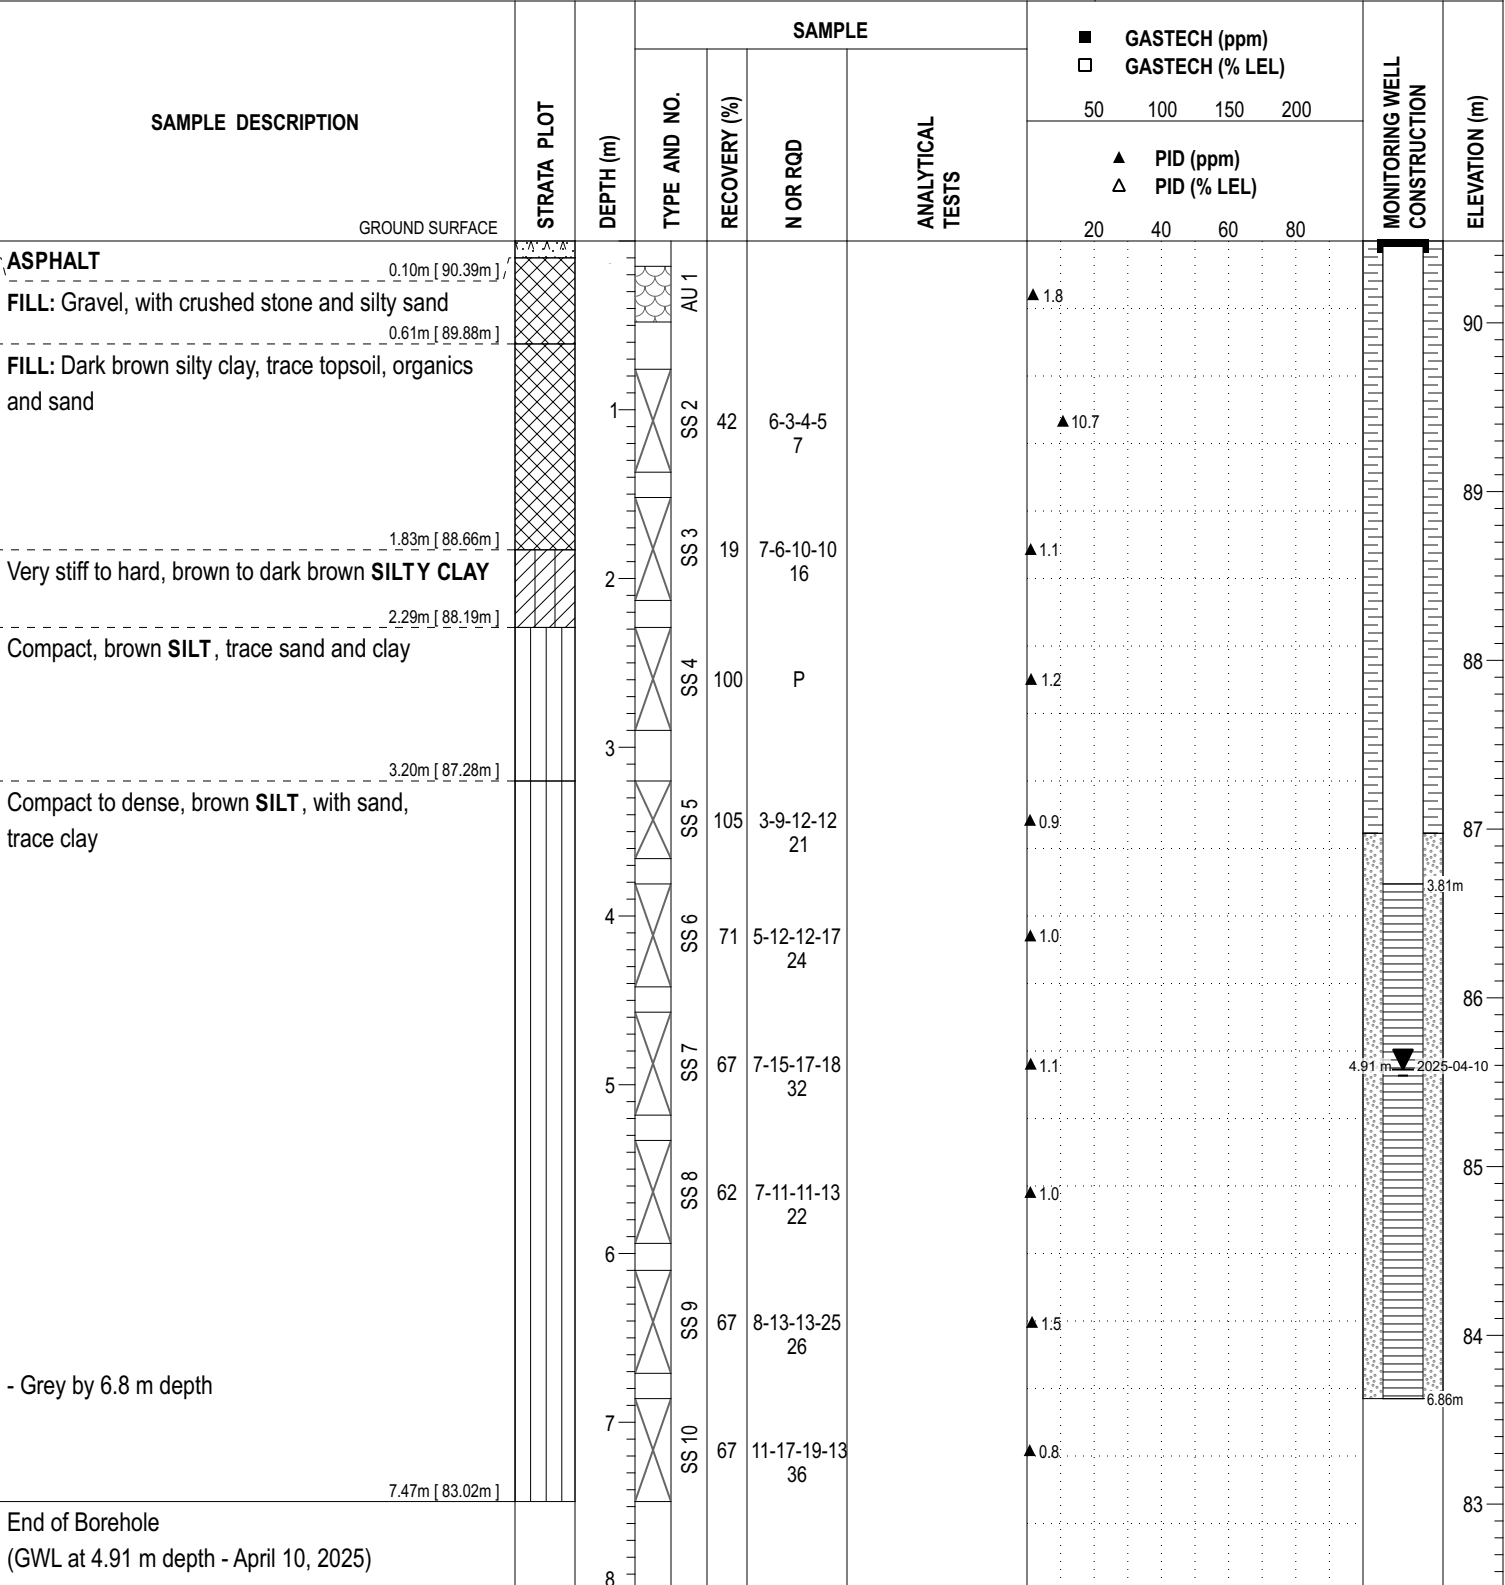 SAMPLE DESCRIPTION
GROUND SURFACE
STRATA PLOT
DEPTH (m)
SAMPLE
TYPE AND NO.
RECOVERY (%)
N OR RQD
ANALYTICAL
TESTS
■ GASTECH (ppm)
□ GASTECH (% LEL)
50 100 150 200
▲ PID (ppm)
△ PID (% LEL)
20 40 60 80
MONITORING WELL
CONSTRUCTION
ELEVATION (m)
ASPHALT
0.10m [ 90.39m ]
FILL: Gravel, with crushed stone and silty sand
0.61m [ 89.88m ]
FILL: Dark brown silty clay, trace topsoil, organics
and sand
1.83m [ 88.66m ]
Very stiff to hard, brown to dark brown SILTY CLAY
2.29m [ 88.19m ]
Compact, brown SILT, trace sand and clay
3.20m [ 87.28m ]
Compact to dense, brown SILT, with sand,
trace clay
- Grey by 6.8 m depth
7.47m [ 83.02m ]
End of Borehole
(GWL at 4.91 m depth - April 10, 2025)
1
2
3
4
5
6
7
8
AU 1
▲ 1.8
SS 2 42 6-3-4-5
7
▲ 10.7
SS 3 19 7-6-10-10
16
▲ 1.1
SS 4 100 P
▲ 1.2
SS 5 105 3-9-12-12
21
▲ 0.9
SS 6 71 5-12-12-17
24
▲ 1.0
SS 7 67 7-15-17-18
32
▲ 1.1
SS 8 62 7-11-11-13
22
▲ 1.0
SS 9 67 8-13-13-25
26
▲ 1.5
SS 10 67 11-17-19-13
36
▲ 0.8
3.81m
4.91 m 2025-04-10
6.86m
90
89
88
87
86
85
84
83